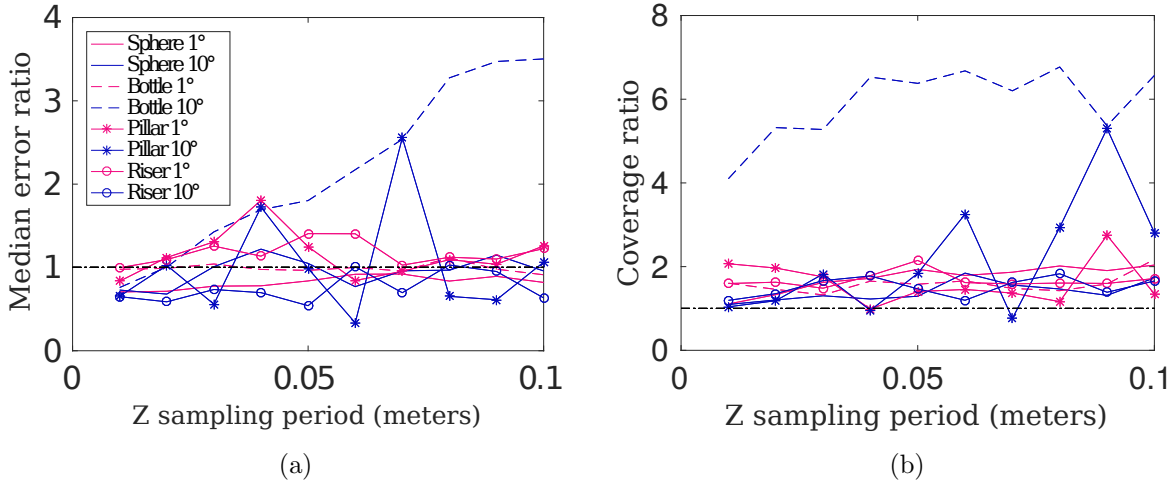 Median error ratio
4
3
2
1
0
Sphere 1°
Sphere 10°
Bottle 1°
Bottle 10°
Pillar 1°
Pillar 10°
Riser 1°
Riser 10°
0 0.05 0.1
Z sampling period (meters)
(a)
Coverage ratio
8
6
4
2
0
0 0.05 0.1
Z sampling period (meters)
(b)